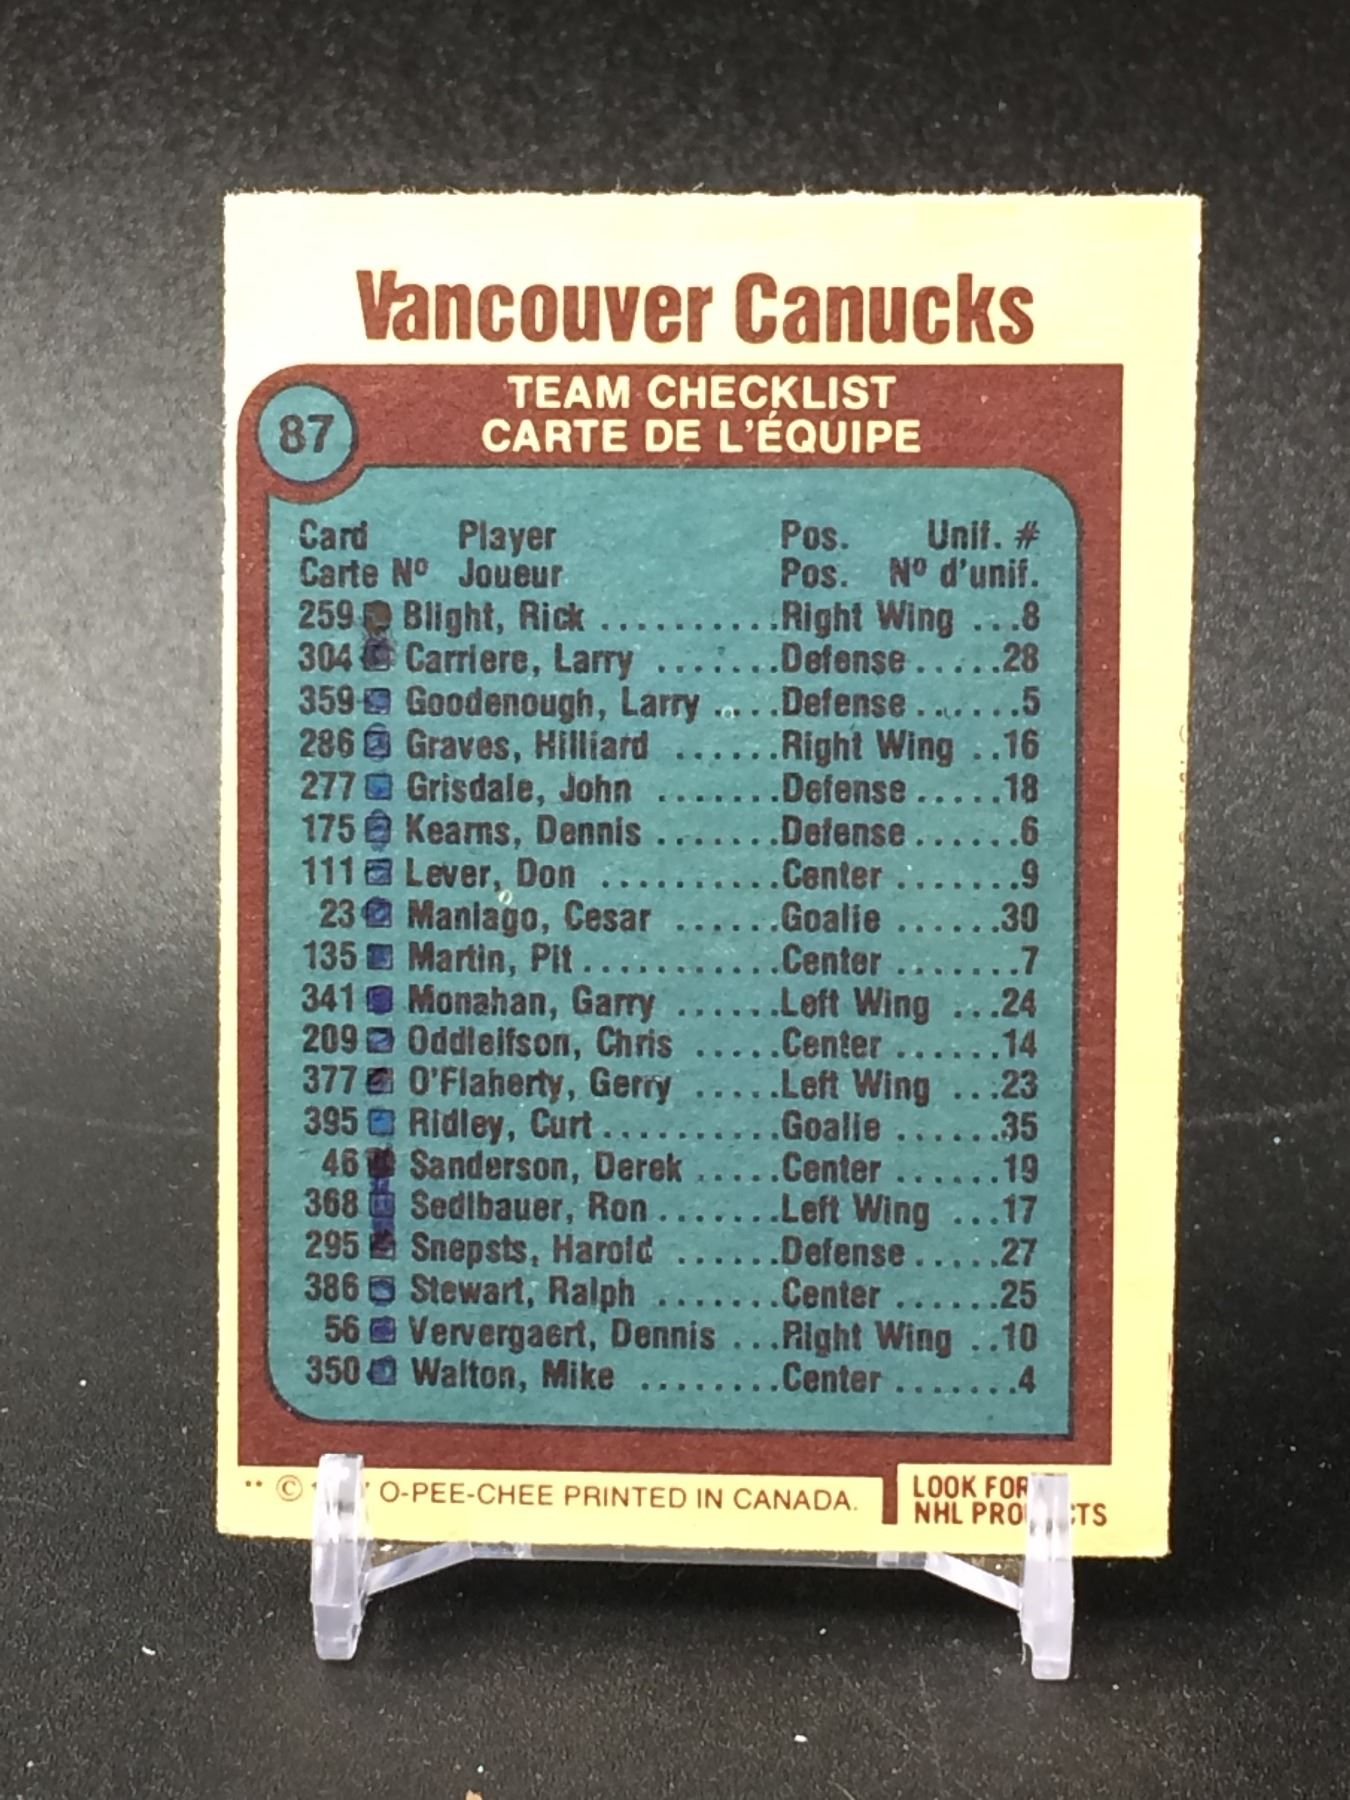 Vancouver Canucks
TEAM CHECKLIST
87
CARTE DE L'ÉQUIPE
Card Player Pos. Unif. #
Carte Nº Joueur Pos. Nº d'unif.
259 Blight, Rick ..........Right Wing ...8
304 Carriere, Larry .......Defense .....28
359 Goodenough, Larry ....Defense .......5
286 Graves, Hilliard ......Right Wing ..16
277 Grisdale, John .......Defense .....18
175 Kearns, Dennis .......Defense ......6
111 Lever, Don ..........Center .......9
23 Maniago, Cesar ......Goalie ......30
135 Martin, Pit ...........Center .......7
341 Monahan, Garry ......Left Wing ...24
209 Oddleifson, Chris .....Center ......14
377 O'Flaherty, Gerry .....Left Wing ...23
395 Ridley, Curt ..........Goalie ......35
46 Sanderson, Derek .....Center ......19
368 Sedlbauer, Ron .......Left Wing ...17
295 Snepsts, Harold ......Defense .....27
386 Stewart, Ralph .......Center ......25
56 Ververgaert, Dennis ...Right Wing ..10
350 Walton, Mike ........Center .......4
** © O-PEE-CHEE PRINTED IN CANADA.
LOOK FOR
NHL